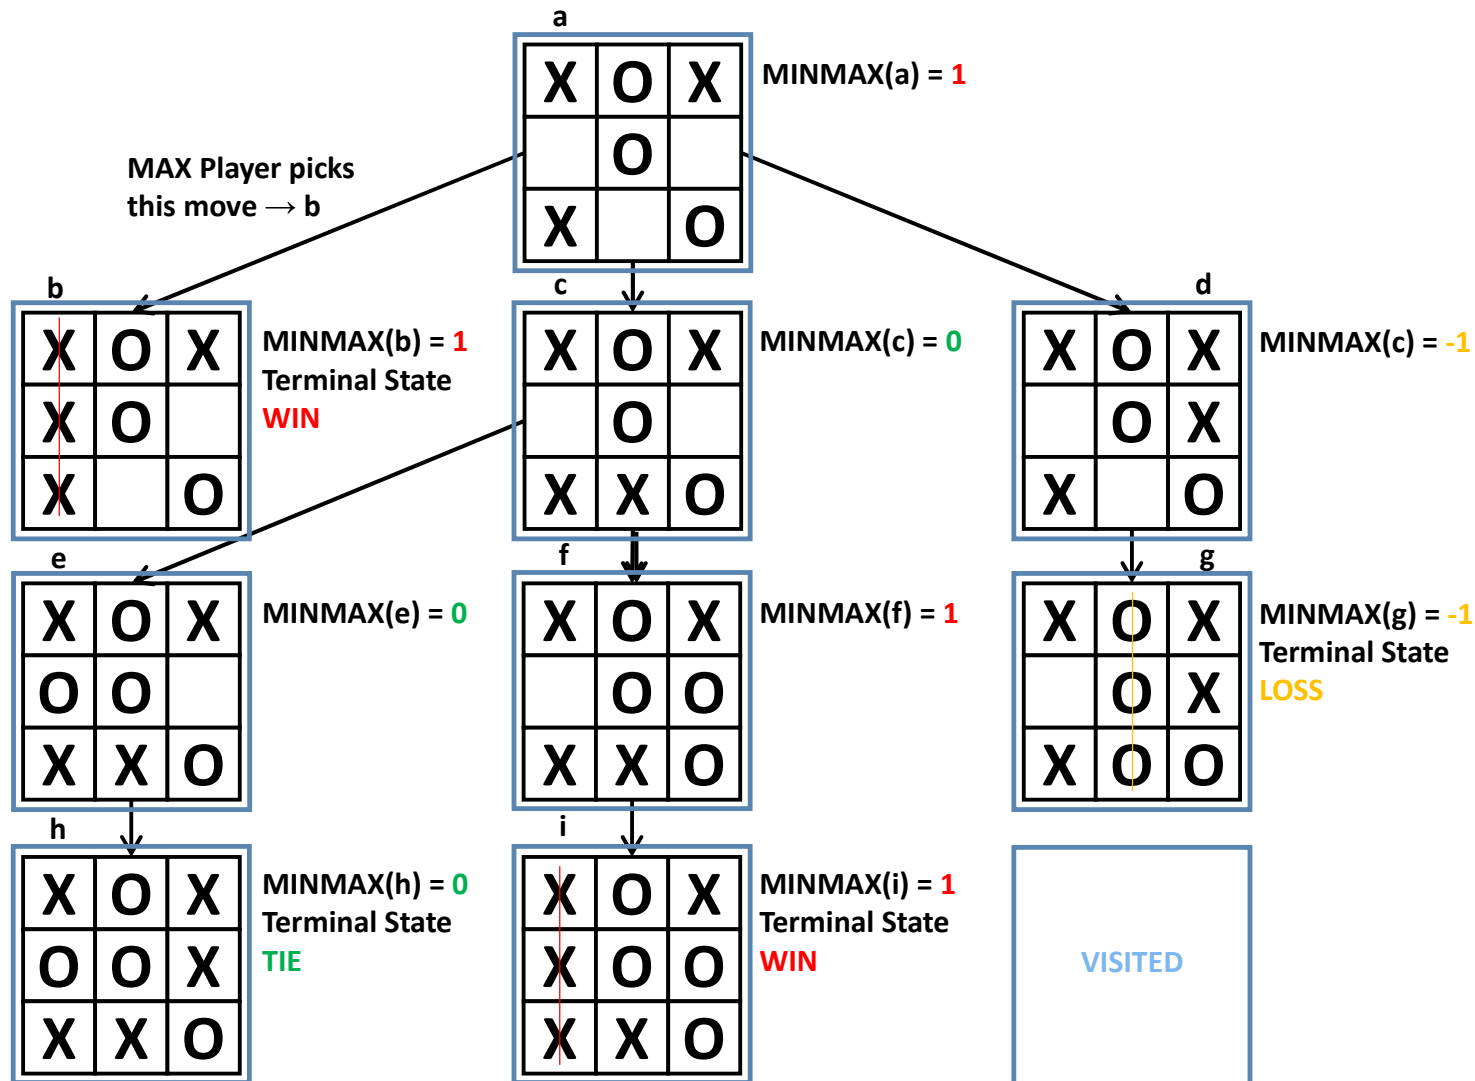 a
X O X
MINMAX(a) = 1
O
X O
MAX Player picks
this move → b
b
X O X
X O
X O
MINMAX(b) = 1
Terminal State
WIN
c
X O X
O
X X O
MINMAX(c) = 0
d
X O X
O X
X O
MINMAX(c) = -1
e
X O X
O O
X X O
MINMAX(e) = 0
f
X O X
O O
X X O
MINMAX(f) = 1
g
X O X
O X
X O O
MINMAX(g) = -1
Terminal State
LOSS
h
X O X
O O X
X X O
MINMAX(h) = 0
Terminal State
TIE
i
X O X
X O O
X X O
MINMAX(i) = 1
Terminal State
WIN
VISITED